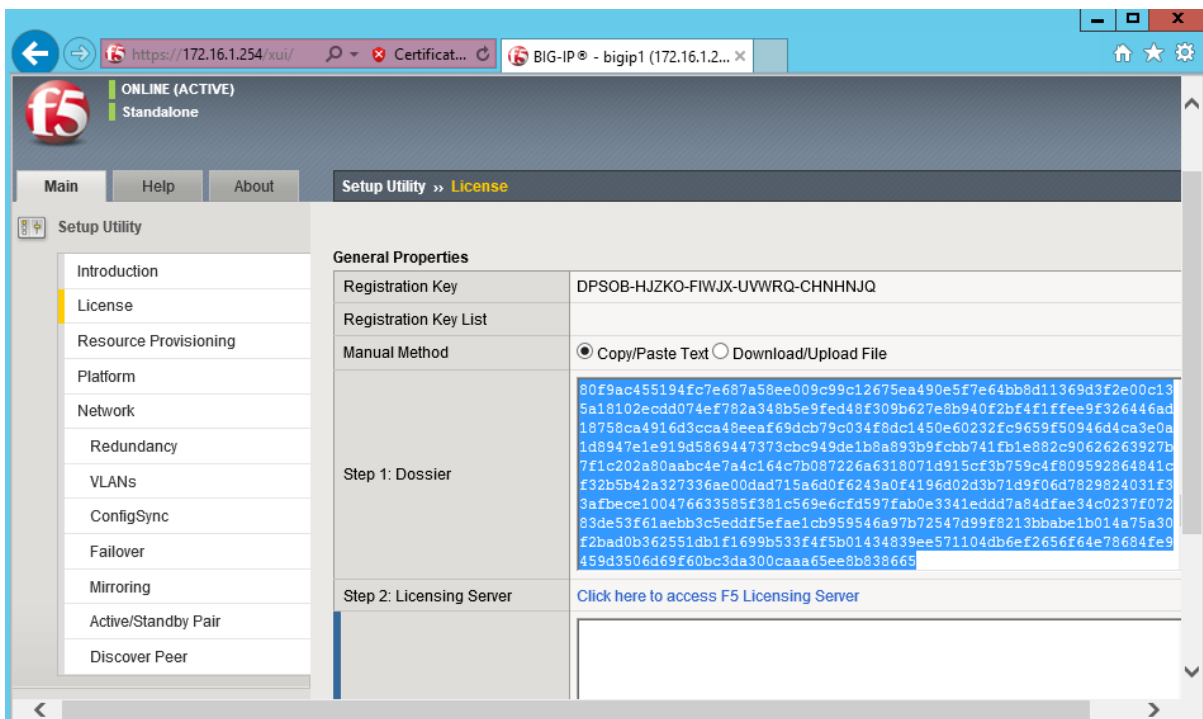 https://172.16.1.254/xui/
Certificat...
BIG-IP® - bigip1 (172.16.1.2...
f5
ONLINE (ACTIVE)
Standalone
Main
Help
About
Setup Utility » License
Setup Utility
Introduction
License
Resource Provisioning
Platform
Network
Redundancy
VLANs
ConfigSync
Failover
Mirroring
Active/Standby Pair
Discover Peer
General Properties
Registration Key DPSOB-HJZKO-FIWJX-UVWRQ-CHNHNJQ
Registration Key List
Manual Method Copy/Paste Text Download/Upload File
Step 1: Dossier
80f9ac455194fc7e687a58ee009c99c12675ea490e5f7e64bb8d11369d3f2e00c13
5a18102ecdd074ef782a348b5e9fed48f309b627e8b940f2bf4f1ffee9f326446ad
18758ca4916d3cca48eeaf69dcb79c034f8dc1450e60232fc9659f50946d4ca3e0a
1d8947e1e919d5869447373cbc949de1b8a893b9fcbb741fb1e882c90626263927b
7f1c202a80aabc4e7a4c164c7b087226a6318071d915cf3b759c4f809592864841c
f32b5b42a327336ae00dad715a6d0f6243a0f4196d02d3b71d9f06d7829824031f3
3afbece100476633585f381c569e6cfd597fab0e3341eddd7a84dfae34c0237f072
83de53f61aebb3c5eddf5efae1cb959546a97b72547d99f8213bbabe1b014a75a30
f2bad0b362551db1f1699b533f4f5b01434839ee571104db6ef2656f64e78684fe9
459d3506d69f60bc3da300caaa65ee8b838665
Step 2: Licensing Server Click here to access F5 Licensing Server